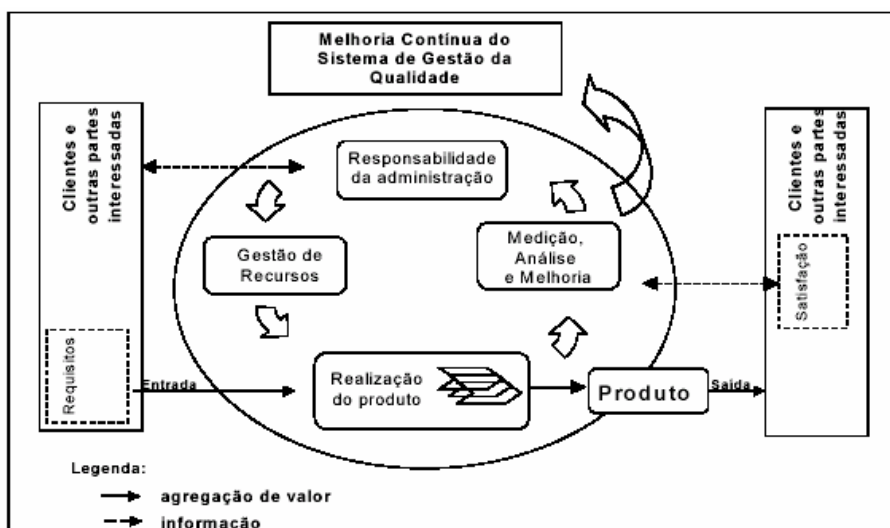 Melhoria Contínua do
Sistema de Gestão da
Qualidade
Clientes e
outras partes
interessadas
Requisitos
Responsabilidade
da administração
Gestão de
Recursos
Medição,
Análise
e Melhoria
Entrada
Realização
do produto
Produto
Saída
Clientes e
outras partes
interessadas
Satisfação
Legenda:
agregação de valor
informação